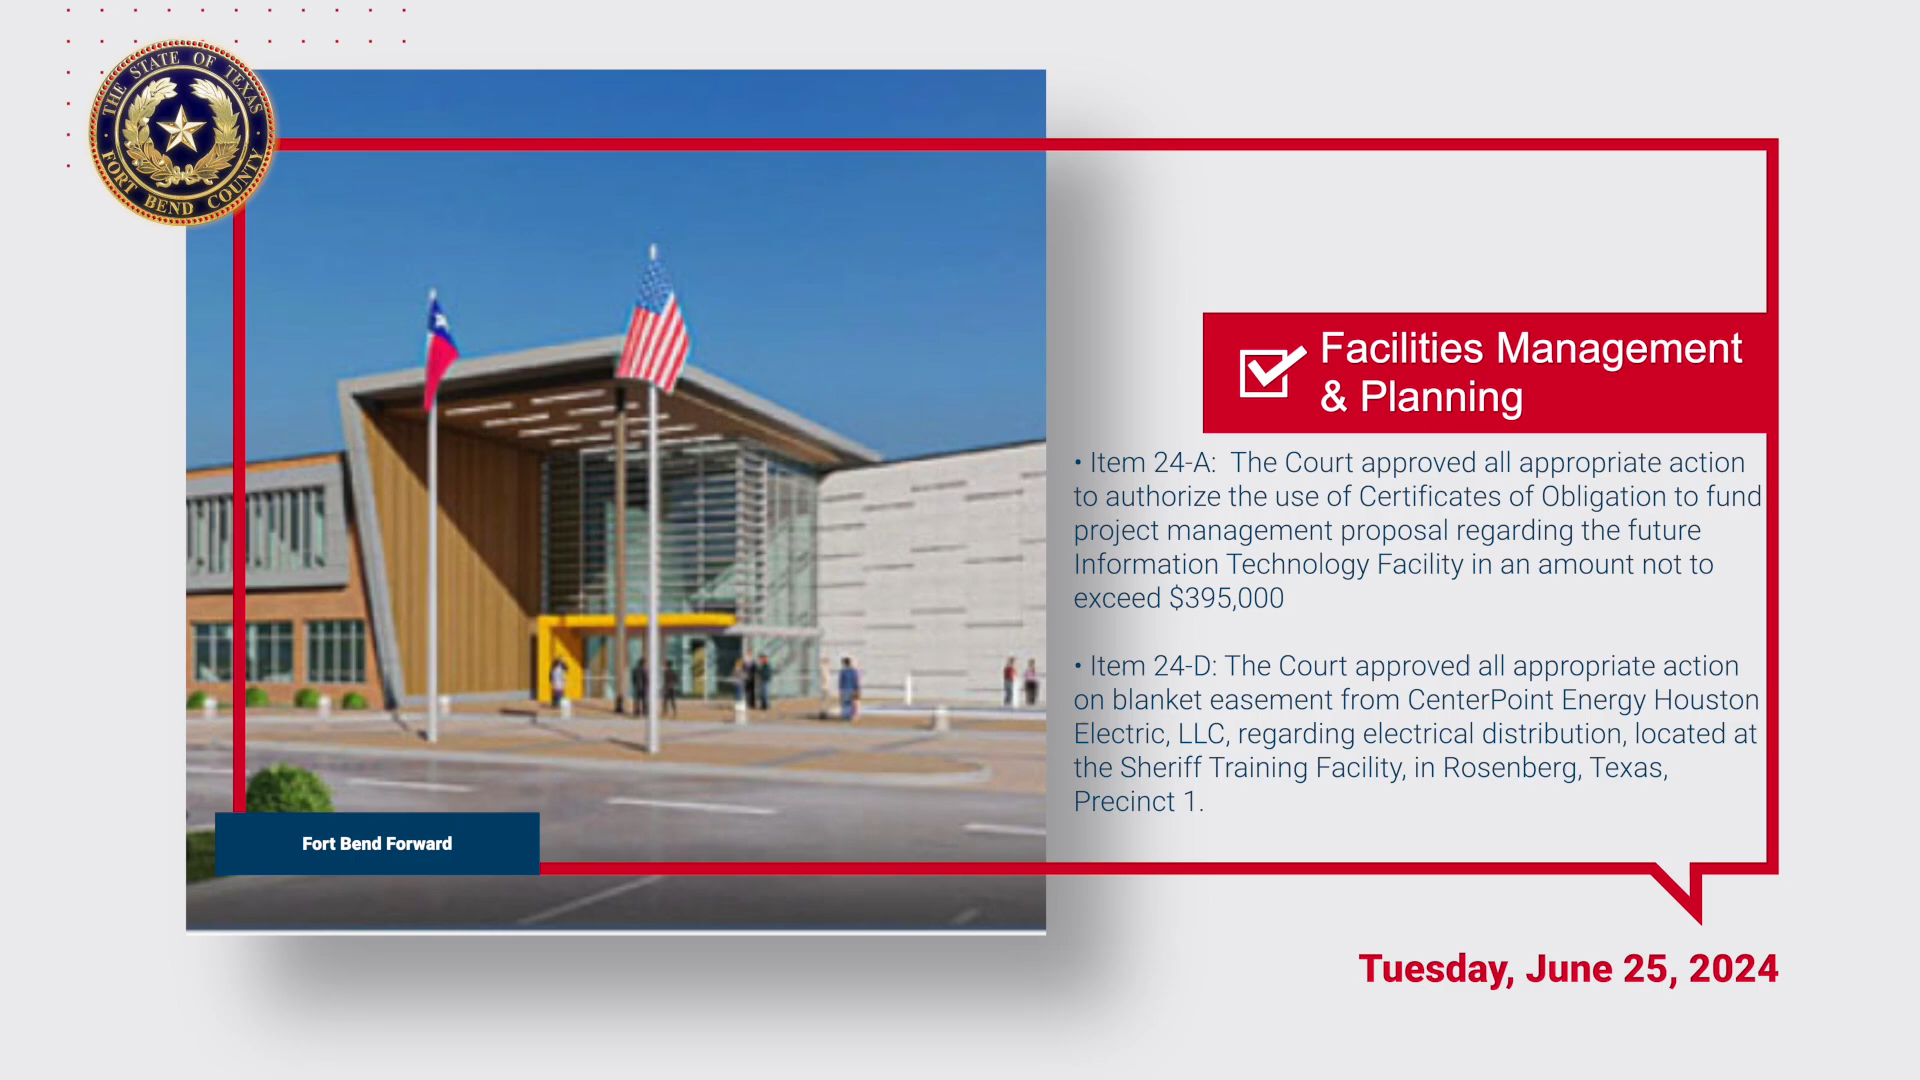 THE STATE OF TEXAS
FORT BEND COUNTY
Facilities Management
& Planning
• Item 24-A:  The Court approved all appropriate action
to authorize the use of Certificates of Obligation to fund
project management proposal regarding the future
Information Technology Facility in an amount not to
exceed $395,000
• Item 24-D: The Court approved all appropriate action
on blanket easement from CenterPoint Energy Houston
Electric, LLC, regarding electrical distribution, located at
the Sheriff Training Facility, in Rosenberg, Texas,
Precinct 1.
Fort Bend Forward
Tuesday, June 25, 2024